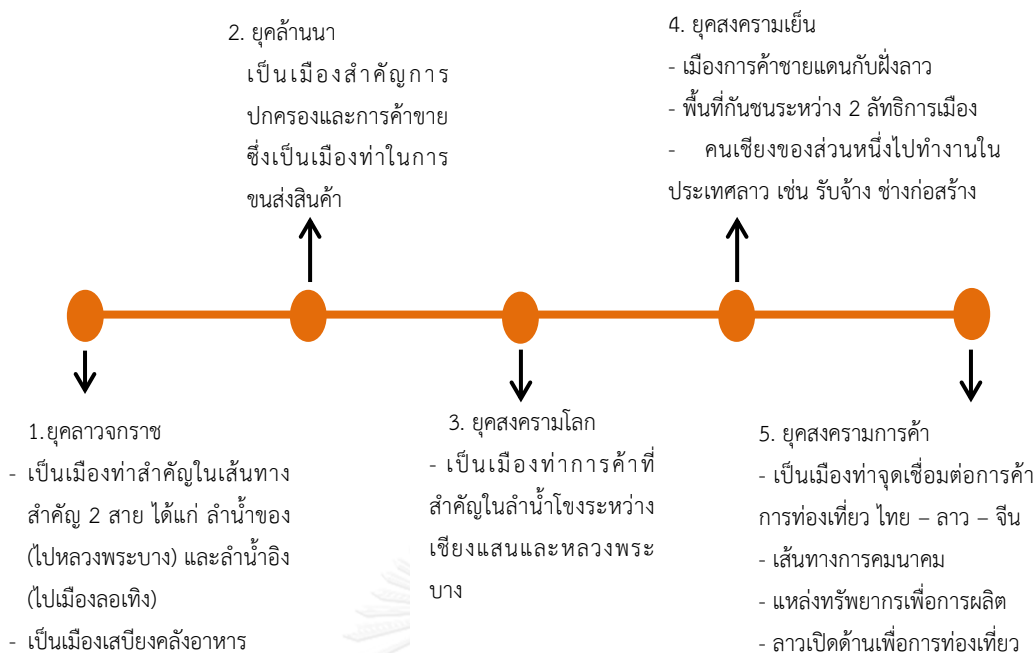 1.ยุคลาวจกราช
- เป็นเมืองท่าสำคัญในเส้นทาง
สำคัญ 2 สาย ได้แก่ ลำน้ำของ
(ไปหลวงพระบาง) และลำน้ำอิง
(ไปเมืองลอเทิง)
- เป็นเมืองเสบียงคลังอาหาร
2. ยุคล้านนา
เป็นเมืองสำคัญการ
ปกครองและการค้าขาย
ซึ่งเป็นเมืองท่าในการ
ขนส่งสินค้า
3. ยุคสงครามโลก
- เป็นเมืองท่าการค้าที่
สำคัญในลำน้ำโขงระหว่าง
เชียงแสนและหลวงพระ
บาง
4. ยุคสงครามเย็น
- เมืองการค้าชายแดนกับฝั่งลาว
- พื้นที่กันชนระหว่าง 2 ลัทธิการเมือง
- คนเชียงของส่วนหนึ่งไปทำงานใน
ประเทศลาว เช่น รับจ้าง ช่างก่อสร้าง
5. ยุคสงครามการค้า
- เป็นเมืองท่าจุดเชื่อมต่อการค้า
การท่องเที่ยว ไทย – ลาว – จีน
- เส้นทางการคมนาคม
- แหล่งทรัพยากรเพื่อการผลิต
- ลาวเปิดด้านเพื่อการท่องเที่ยว